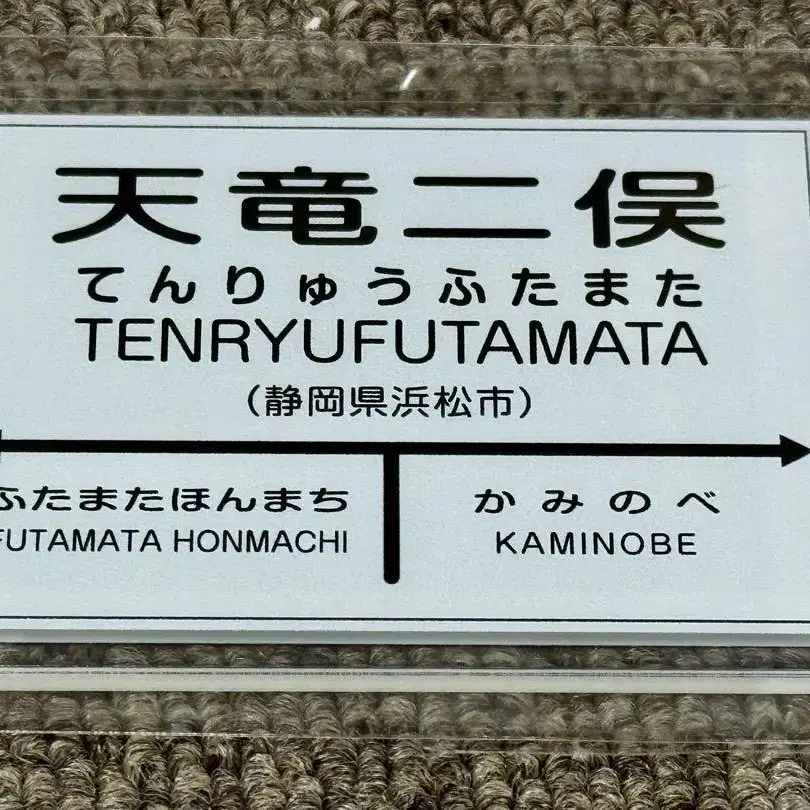 天竜二俣
てんりゅうふたまた
TENRYUFUTAMATA
（静岡県浜松市）
ふたまたほんまち
FUTAMATA HONMACHI
かみのべ
KAMINOBE